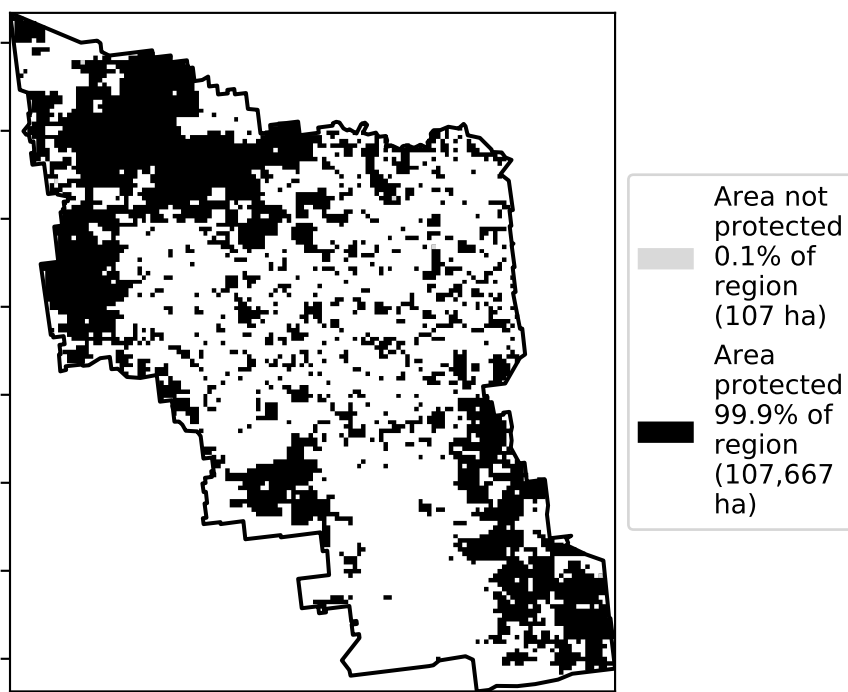 Area not
protected
0.1% of
region
(107 ha)
Area
protected
99.9% of
region
(107,667
ha)